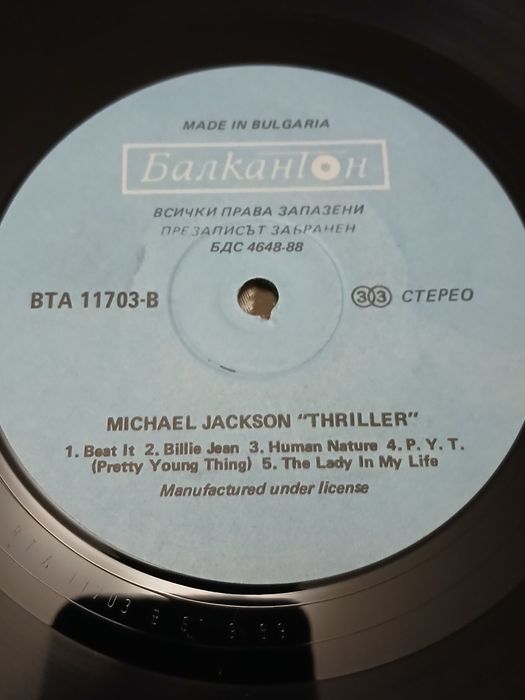 MADE IN BULGARIA
Балкантон
ВСИЧКИ ПРАВА ЗАПАЗЕНИ
ПРЕЗАПИСЪТ ЗАБРАНЕН
БДС 4648-88
ВТА 11703-В
33 СТЕРЕО
MICHAEL JACKSON “THRILLER”
1. Beat It 2. Billie Jean 3. Human Nature 4. P. Y. T.
(Pretty Young Thing) 5. The Lady In My Life
Manufactured under license
ВТА 11703 В